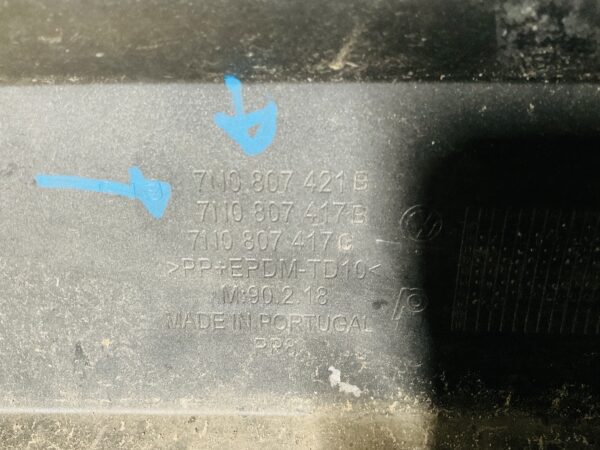 7N0 807 421 B
7N0 807 417 B
7N0 807 417 C
>PP+EPDM-TD10<
M.90.2.18
MADE IN PORTUGAL
PP8